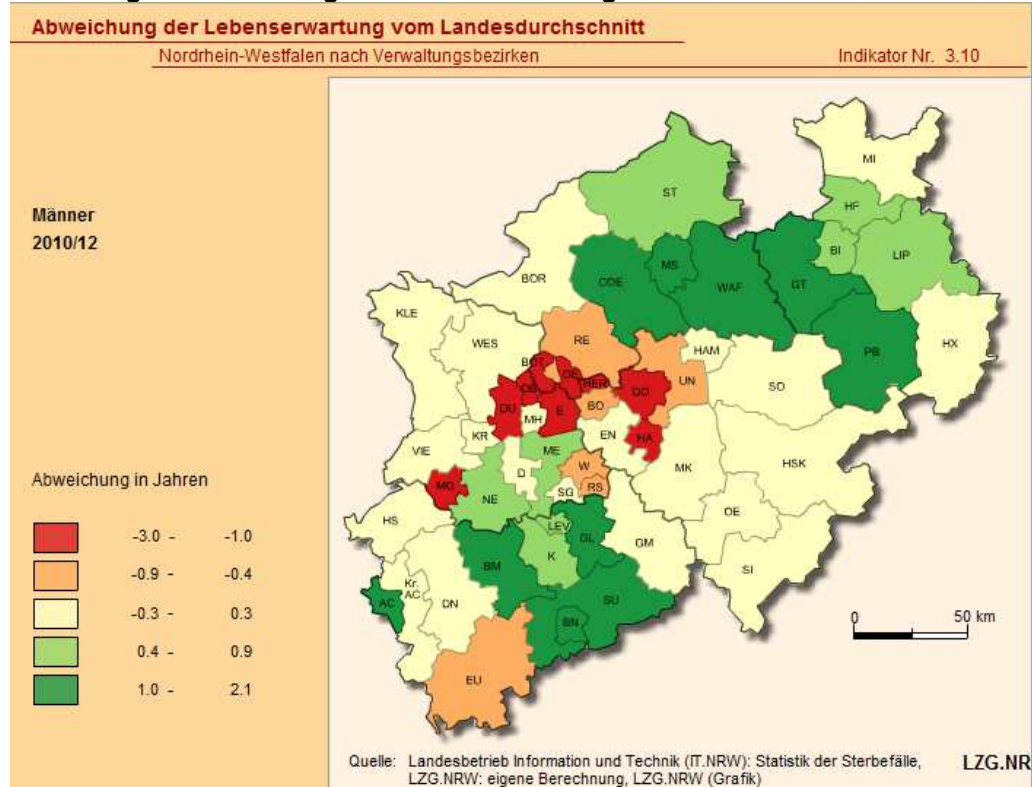 Abweichung der Lebenserwartung vom Landesdurchschnitt
Nordrhein-Westfalen nach Verwaltungsbezirken Indikator Nr. 3.10
Männer
2010/12
MI
ST
HF
BI
LIP
BOR
COE
MS
WAF
GT
KLE
WES
RE
HAM
PB
HX
SO
BOT
GE
HER
OB
DU
MH
E
BO
DO
UN
KR
EN
HA
VIE
ME
MK
HSK
MG
NE
D
W
SG
RS
OE
HS
LEV
GL
GM
K
SI
BM
Kr.
AC
AC
DN
SU
BN
EU
Abweichung in Jahren
-3.0 - -1.0
-0.9 - -0.4
-0.3 - 0.3
0.4 - 0.9
1.0 - 2.1
0 50 km
Quelle: Landesbetrieb Information und Technik (IT.NRW): Statistik der Sterbefälle,
LZG.NRW: eigene Berechnung, LZG.NRW (Grafik)
LZG.NR